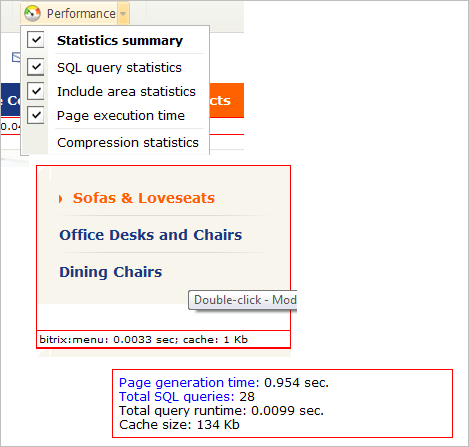 Performance
Statistics summary
SQL query statistics
Include area statistics
Page execution time
Compression statistics
cts
0.04
Sofas & Loveseats
Office Desks and Chairs
Dining Chairs
Double-click - Mod
bitrix:menu: 0.0033 sec; cache: 1 Kb
Page generation time: 0.954 sec.
Total SQL queries: 28
Total query runtime: 0.0099 sec.
Cache size: 134 Kb